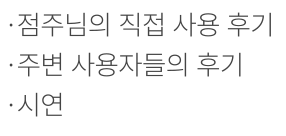 ·점주님의 직접 사용 후기
·주변 사용자들의 후기
·시연